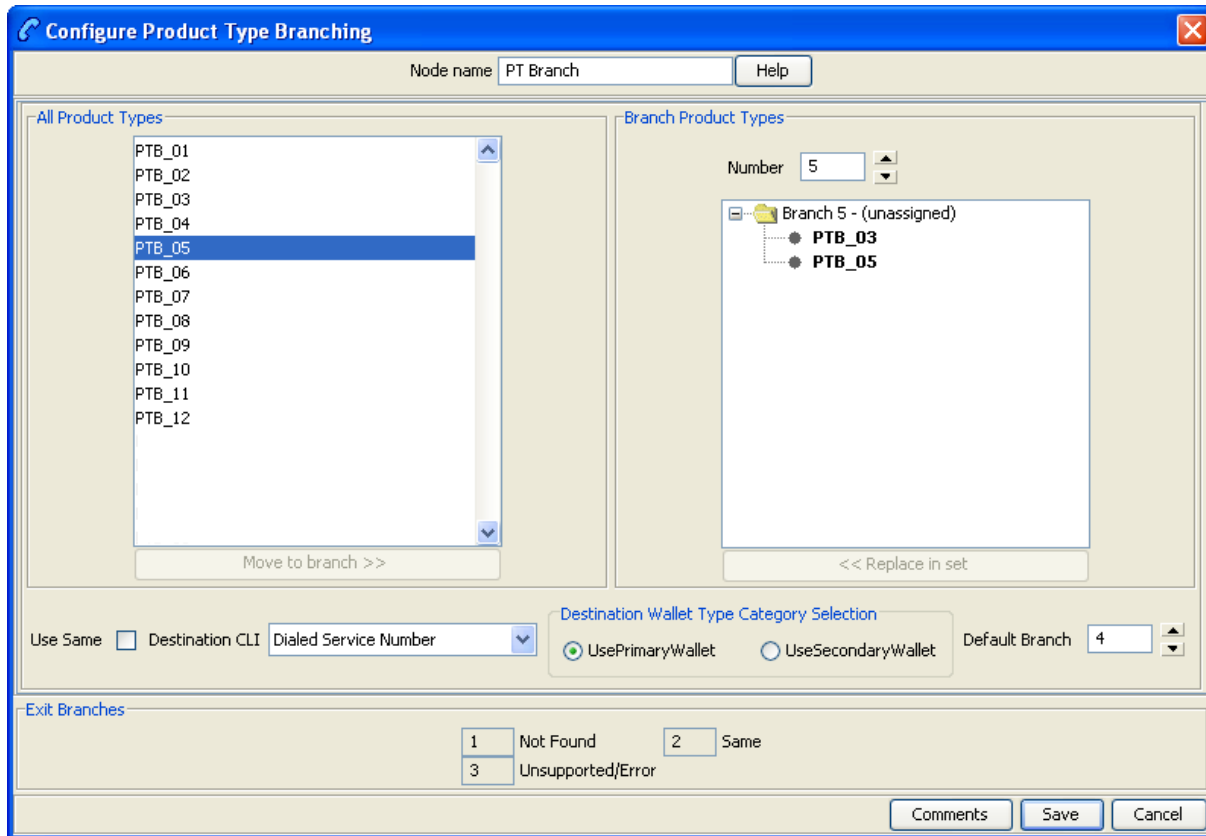 Configure Product Type Branching
Node name PT Branch Help
All Product Types
PTB_01
PTB_02
PTB_03
PTB_04
PTB_05
PTB_06
PTB_07
PTB_08
PTB_09
PTB_10
PTB_11
PTB_12
Move to branch >>
Branch Product Types
Number 5
Branch 5 - (unassigned)
PTB_03
PTB_05
<< Replace in set
Use Same Destination CLI Dialed Service Number
Destination Wallet Type Category Selection
UsePrimaryWallet UseSecondaryWallet
Default Branch 4
Exit Branches
1 Not Found 2 Same
3 Unsupported/Error
Comments Save Cancel